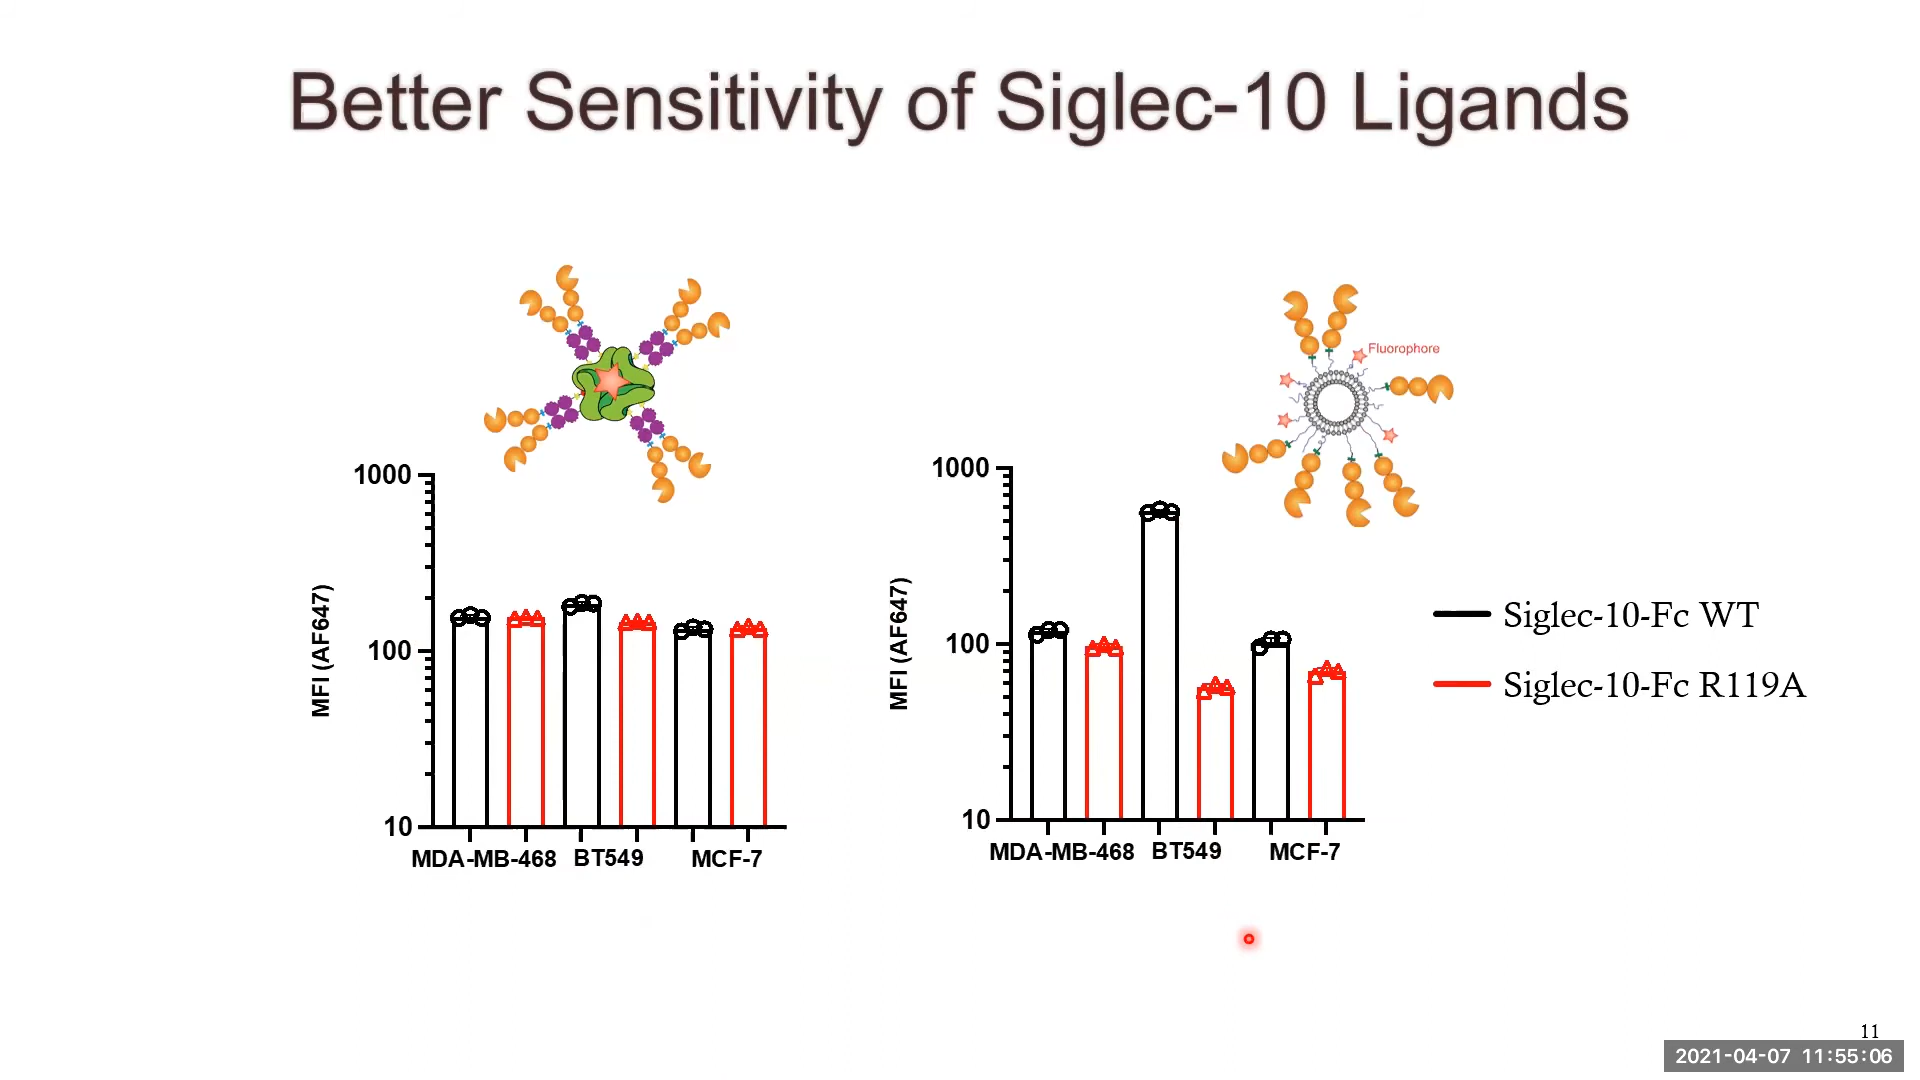 Better Sensitivity of Siglec-10 Ligands
1000
100
10
MFI (AF647)
MDA-MB-468 BT549 MCF-7
Fluorophore
1000
100
10
MFI (AF647)
MDA-MB-468 BT549 MCF-7
Siglec-10-Fc WT
Siglec-10-Fc R119A
11
2021-04-07 11:55:06